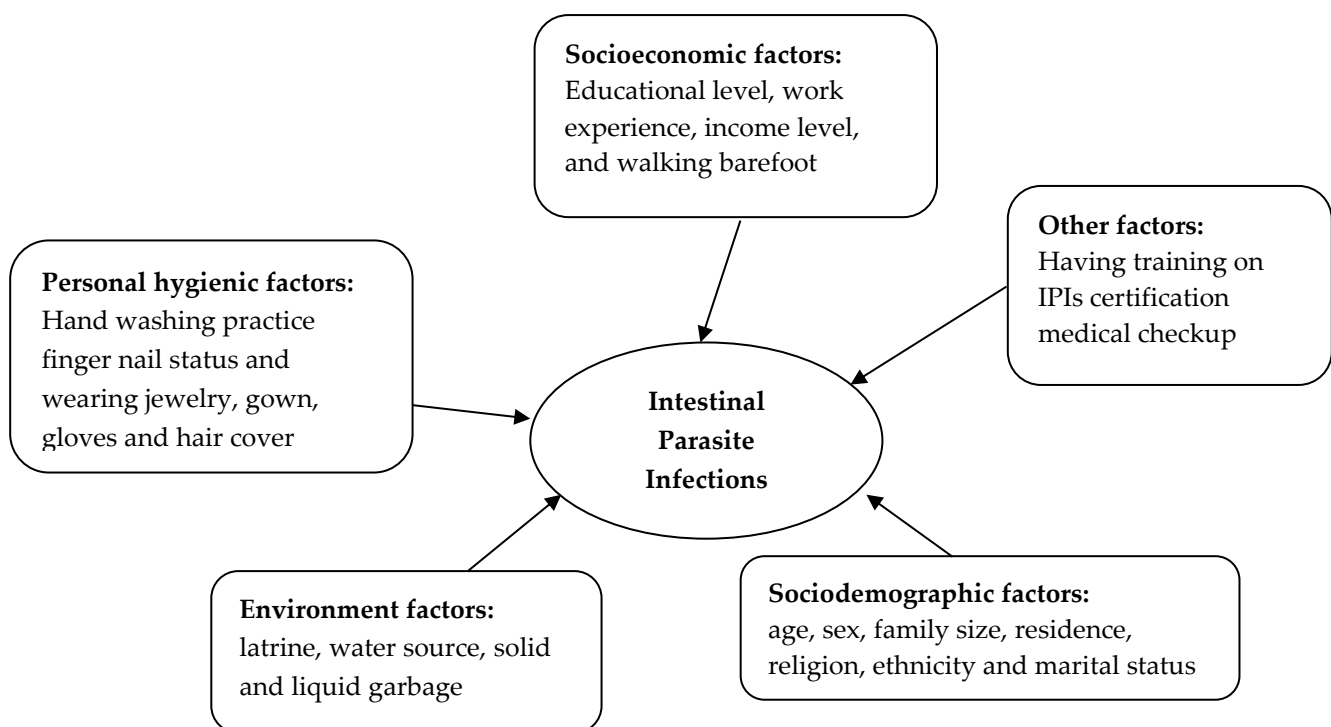 Socioeconomic factors:
Educational level, work
experience, income level,
and walking barefoot
Other factors:
Having training on
IPIs certification
medical checkup
Personal hygienic factors:
Hand washing practice
finger nail status and
wearing jewelry, gown,
gloves and hair cover
Intestinal
Parasite
Infections
Environment factors:
latrine, water source, solid
and liquid garbage
Sociodemographic factors:
age, sex, family size, residence,
religion, ethnicity and marital status